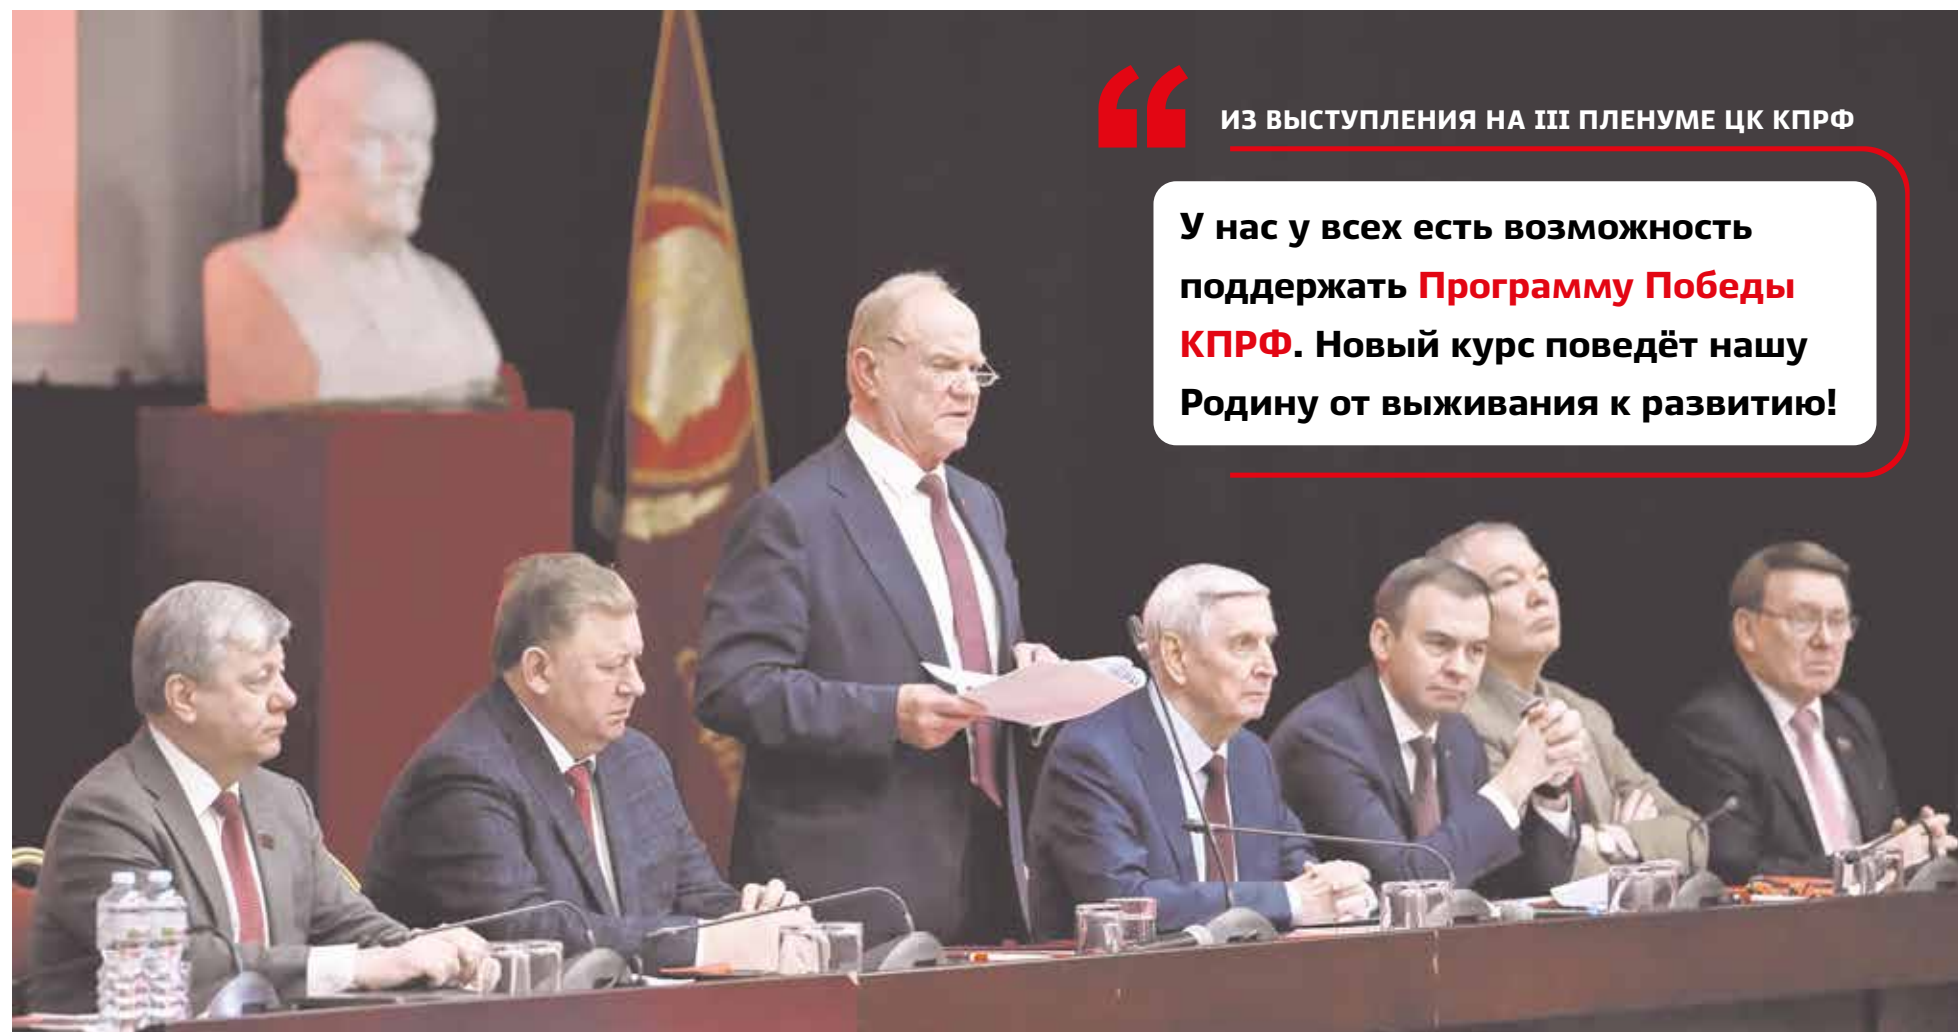 ИЗ ВЫСТУПЛЕНИЯ НА III ПЛЕНУМЕ ЦК КПРФ
У нас у всех есть возможность
поддержать Программу Победы
КПРФ. Новый курс поведёт нашу
Родину от выживания к развитию!